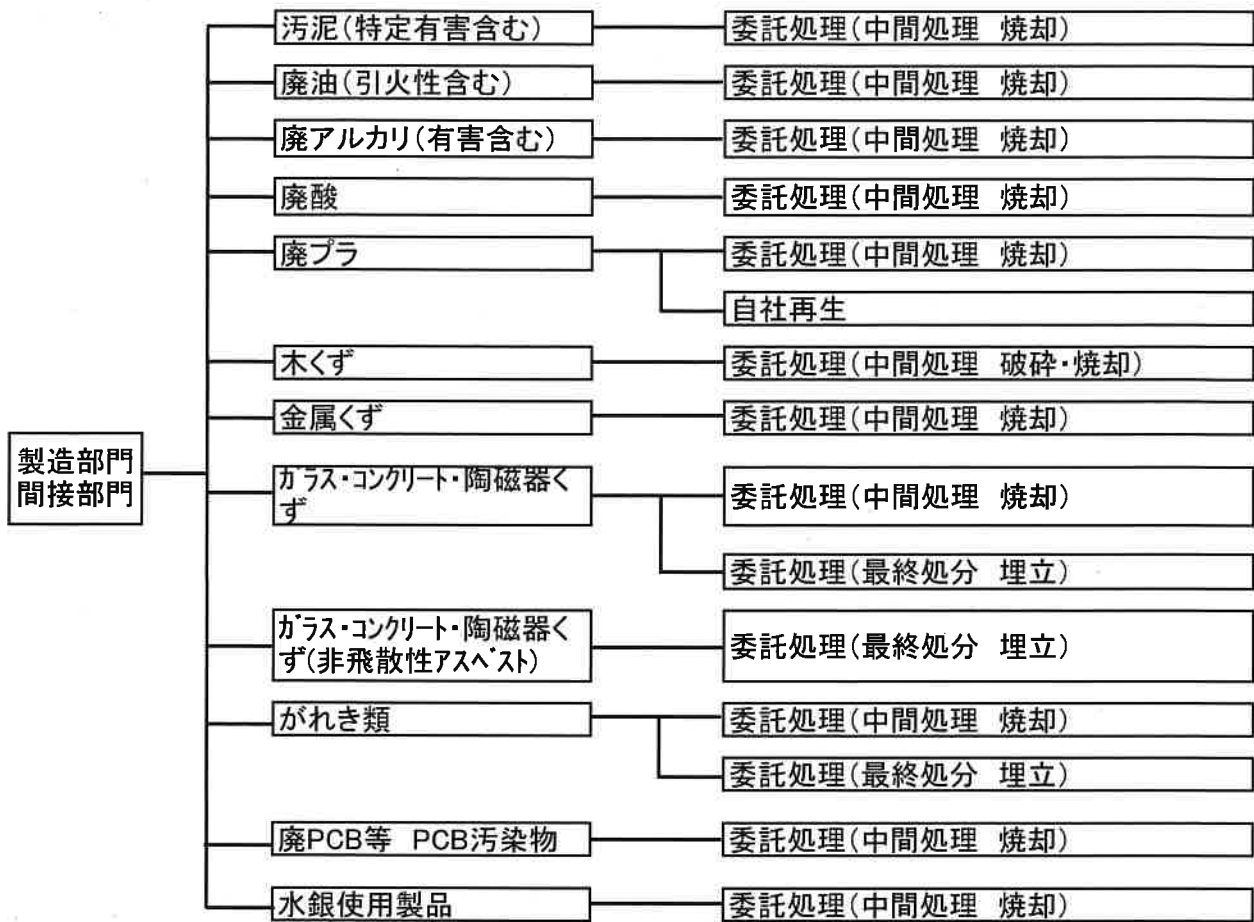 汚泥(特定有害含む)
委託処理(中間処理 焼却)
廃油(引火性含む)
委託処理(中間処理 焼却)
廃アルカリ(有害含む)
委託処理(中間処理 焼却)
廃酸
委託処理(中間処理 焼却)
廃プラ
委託処理(中間処理 焼却)
自社再生
木くず
委託処理(中間処理 破砕・焼却)
金属くず
委託処理(中間処理 焼却)
製造部門
間接部門
ガラス・コンクリート・陶磁器く
ず
委託処理(中間処理 焼却)
委託処理(最終処分 埋立)
ガラス・コンクリート・陶磁器く
ず(非飛散性アスベスト)
委託処理(最終処分 埋立)
がれき類
委託処理(中間処理 焼却)
委託処理(最終処分 埋立)
廃PCB等 PCB汚染物
委託処理(中間処理 焼却)
水銀使用製品
委託処理(中間処理 焼却)